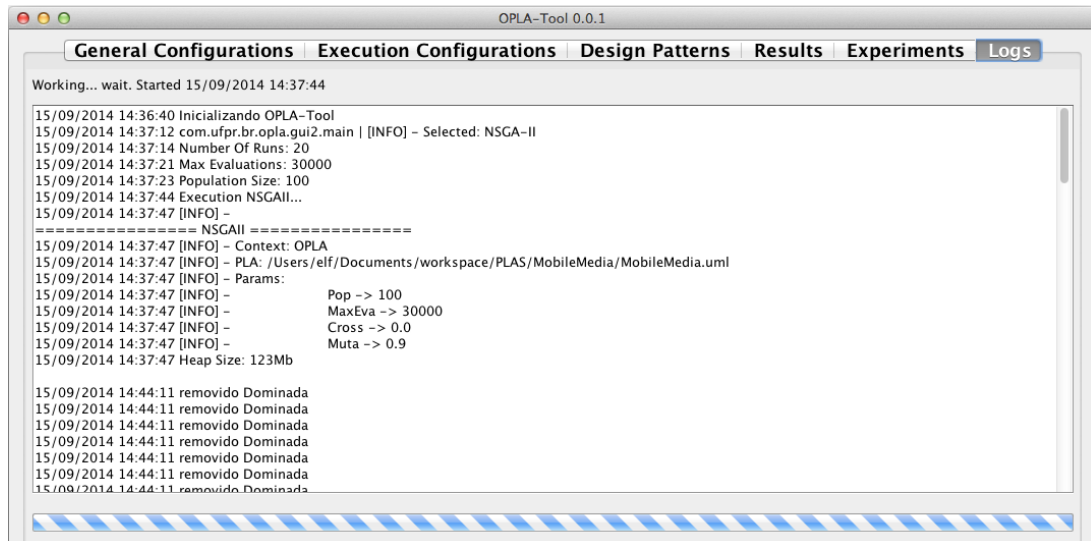 OPLA-Tool 0.0.1
General Configurations Execution Configurations Design Patterns Results Experiments Logs
Working... wait. Started 15/09/2014 14:37:44
15/09/2014 14:36:40 Inicializando OPLA-Tool
15/09/2014 14:37:12 com.ufpr.br.opla.gui2.main | [INFO] - Selected: NSGA-II
15/09/2014 14:37:14 Number Of Runs: 20
15/09/2014 14:37:21 Max Evaluations: 30000
15/09/2014 14:37:23 Population Size: 100
15/09/2014 14:37:44 Execution NSGAII...
15/09/2014 14:37:47 [INFO] -
================ NSGAII ================
15/09/2014 14:37:47 [INFO] - Context: OPLA
15/09/2014 14:37:47 [INFO] - PLA: /Users/elf/Documents/workspace/PLAS/MobileMedia/MobileMedia.uml
15/09/2014 14:37:47 [INFO] - Params:
15/09/2014 14:37:47 [INFO] - Pop -> 100
15/09/2014 14:37:47 [INFO] - MaxEva -> 30000
15/09/2014 14:37:47 [INFO] - Cross -> 0.0
15/09/2014 14:37:47 [INFO] - Muta -> 0.9
15/09/2014 14:37:47 Heap Size: 123Mb
15/09/2014 14:44:11 removido Dominada
15/09/2014 14:44:11 removido Dominada
15/09/2014 14:44:11 removido Dominada
15/09/2014 14:44:11 removido Dominada
15/09/2014 14:44:11 removido Dominada
15/09/2014 14:44:11 removido Dominada
15/09/2014 14:44:11 removido Dominada